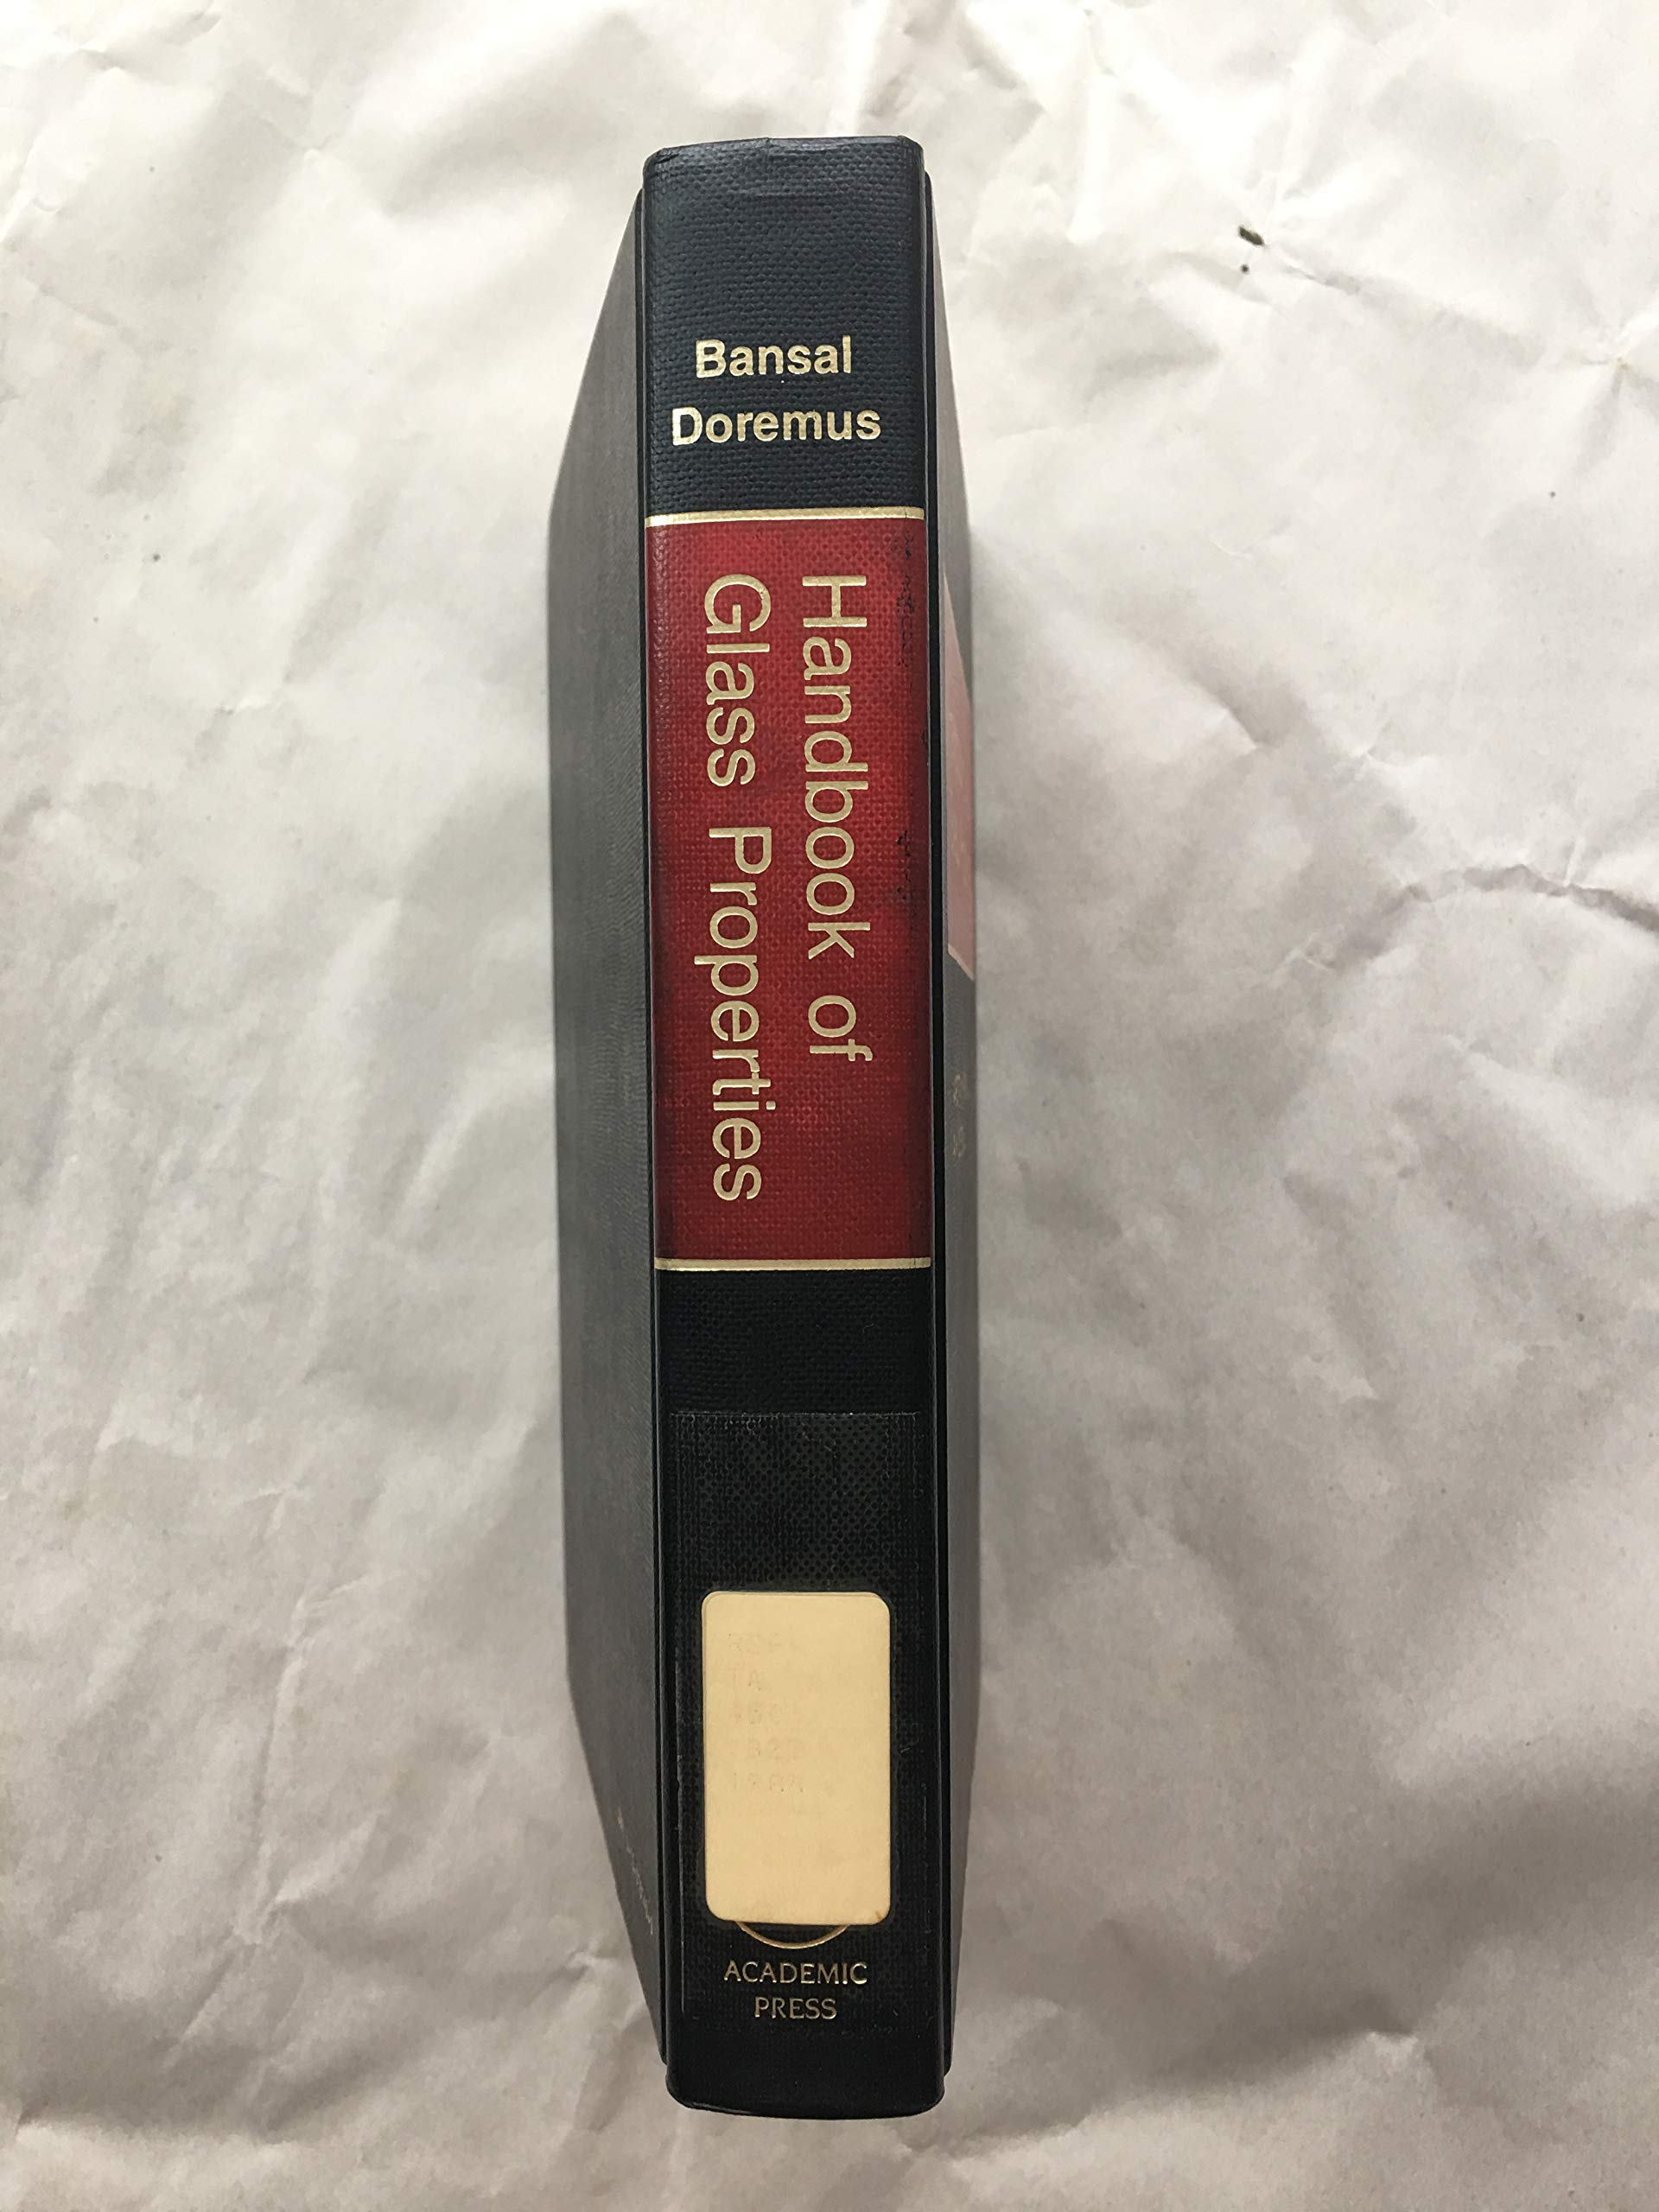 Bansal
Doremus
Handbook of
Glass Properties
ACADEMIC
PRESS